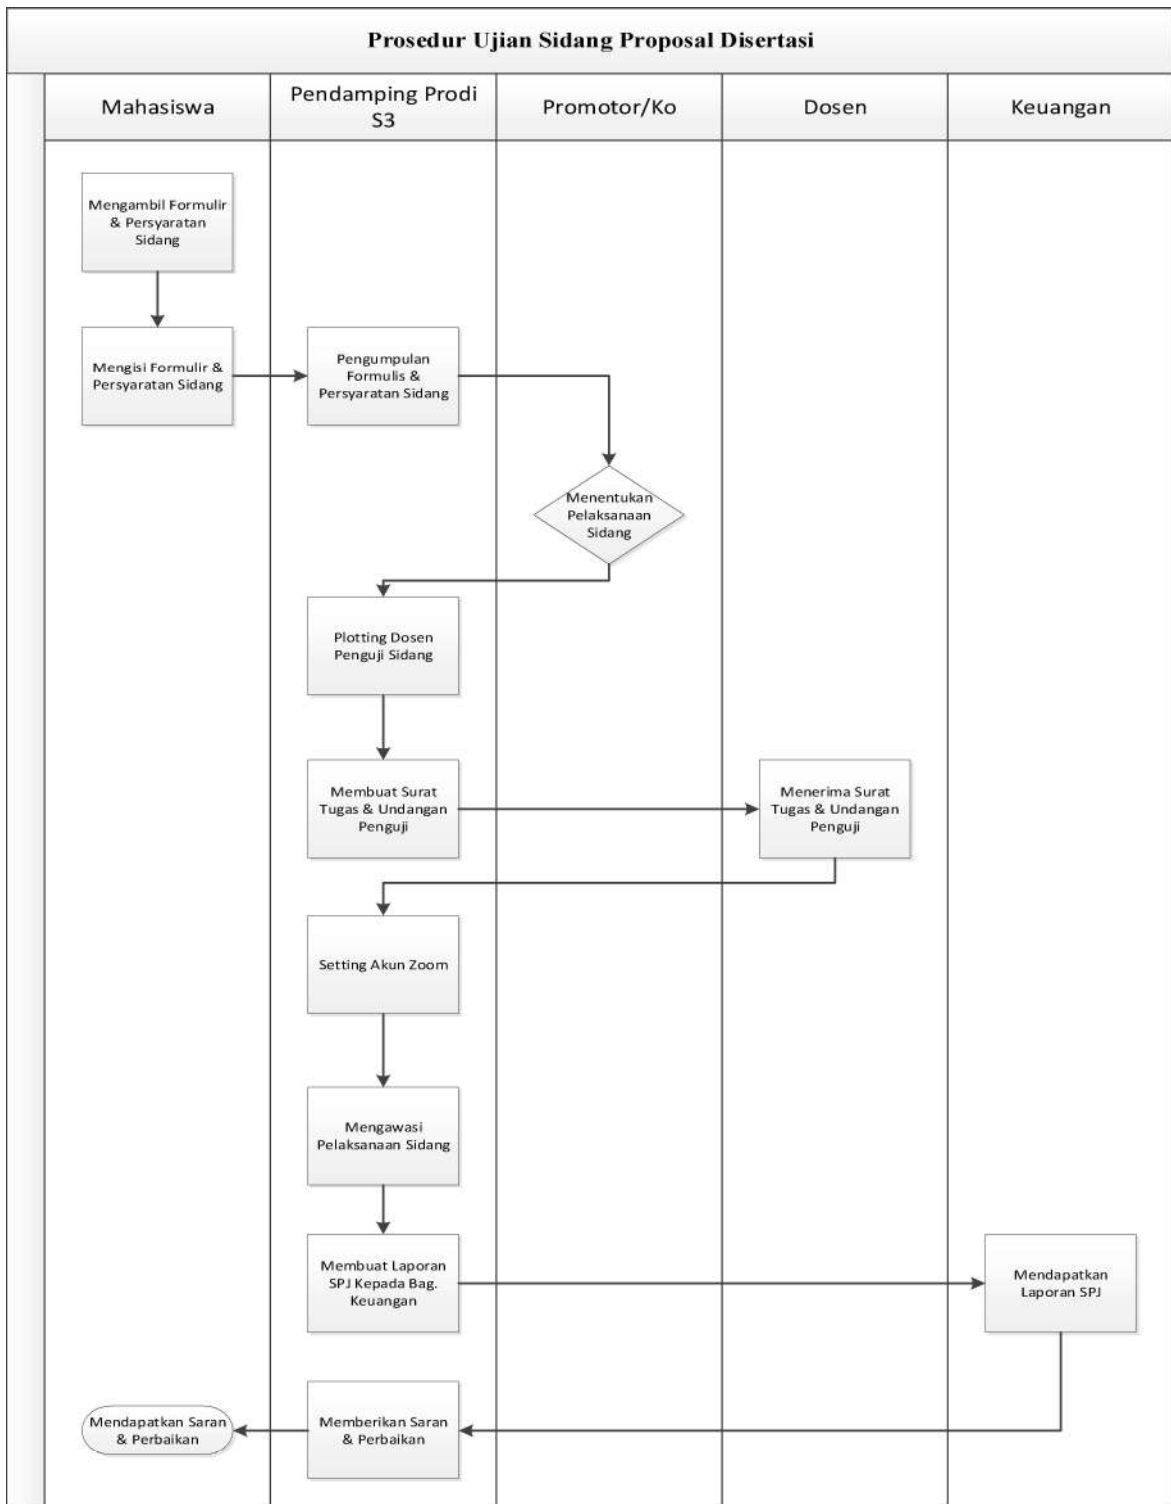 Prosedur Ujian Sidang Proposal Disertasi
Mahasiswa
Pendamping Prodi
S3
Promotor/Ko
Dosen
Keuangan
Mengambil Formulir
& Persyaratan
Sidang
Mengisi Formulir &
Persyaratan Sidang
Pengumpulan
Formulis &
Persyaratan Sidang
Menentukan
Pelaksanaan
Sidang
Plotting Dosen
Penguji Sidang
Membuat Surat
Tugas & Undangan
Penguji
Menerima Surat
Tugas & Undangan
Penguji
Setting Akun Zoom
Mengawasi
Pelaksanaan Sidang
Membuat Laporan
SPJ Kepada Bag.
Keuangan
Mendapatkan
Laporan SPJ
Mendapatkan Saran
& Perbaikan
Memberikan Saran
& Perbaikan